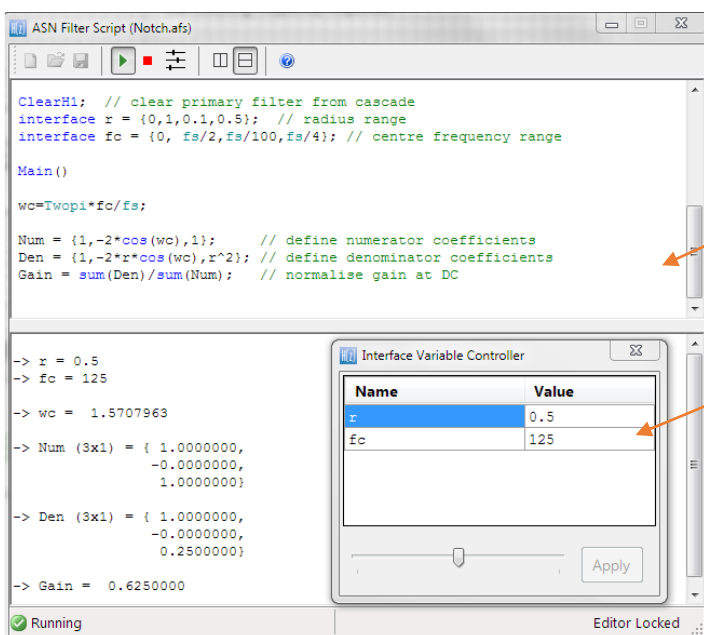 ASN Filter Script (Notch.afs)
ClearH1;  // clear primary filter from cascade
interface r = {0,1,0.1,0.5};  // radius range
interface fc = {0, fs/2,fs/100,fs/4}; // centre frequency range
Main()
wc=Twopi*fc/fs;
Num = {1,-2*cos(wc),1};     // define numerator coefficients
Den = {1,-2*r*cos(wc),r^2}; // define denominator coefficients
Gain = sum(Den)/sum(Num);   // normalise gain at DC
-> r = 0.5
-> fc = 125
-> wc =  1.5707963
-> Num (3x1) = { 1.0000000,
-0.0000000,
1.0000000}
-> Den (3x1) = { 1.0000000,
-0.0000000,
0.2500000}
-> Gain =  0.6250000
Interface Variable Controller
Name Value
r 0.5
fc 125
Apply
Running Editor Locked